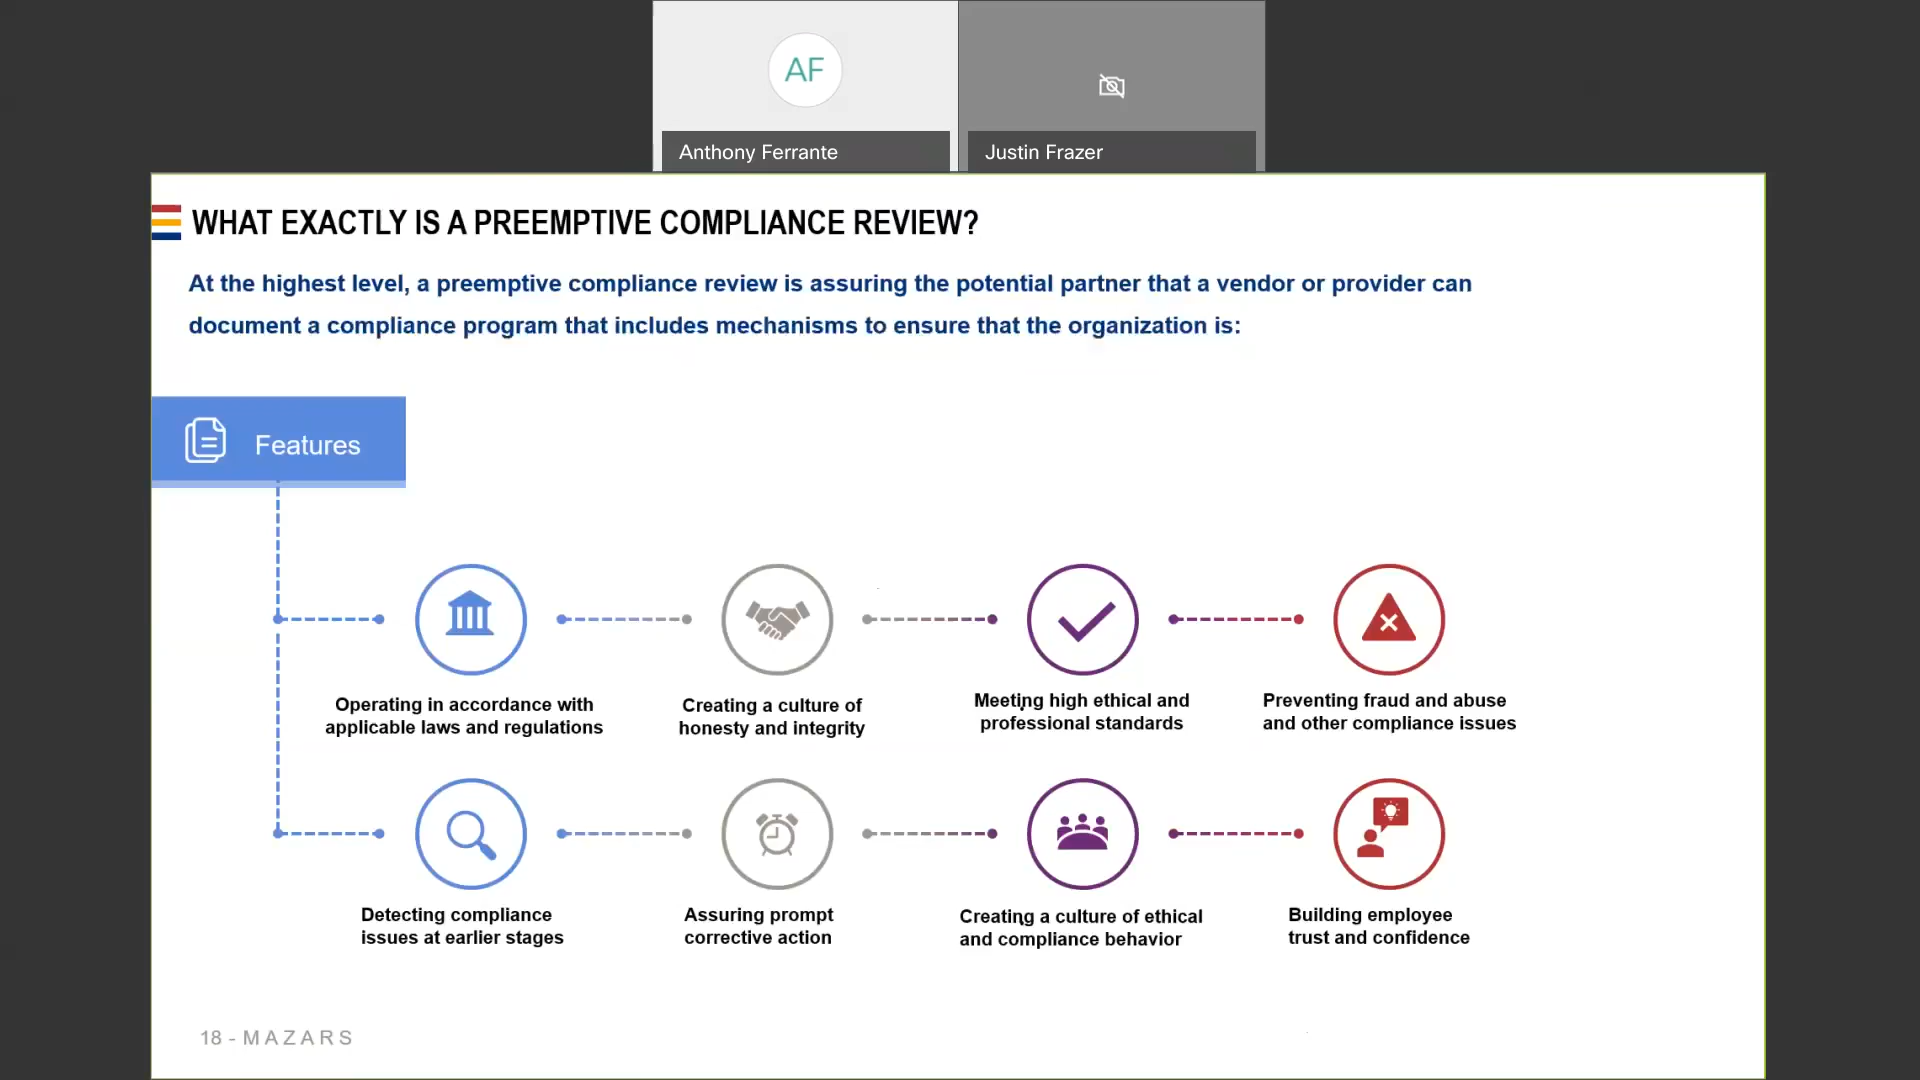 AF
Anthony Ferrante
Justin Frazer
WHAT EXACTLY IS A PREEMPTIVE COMPLIANCE REVIEW?
At the highest level, a preemptive compliance review is assuring the potential partner that a vendor or provider can
document a compliance program that includes mechanisms to ensure that the organization is:
Features
Operating in accordance with
applicable laws and regulations
Creating a culture of
honesty and integrity
Meeting high ethical and
professional standards
Preventing fraud and abuse
and other compliance issues
Detecting compliance
issues at earlier stages
Assuring prompt
corrective action
Creating a culture of ethical
and compliance behavior
Building employee
trust and confidence
18 - MAZARS